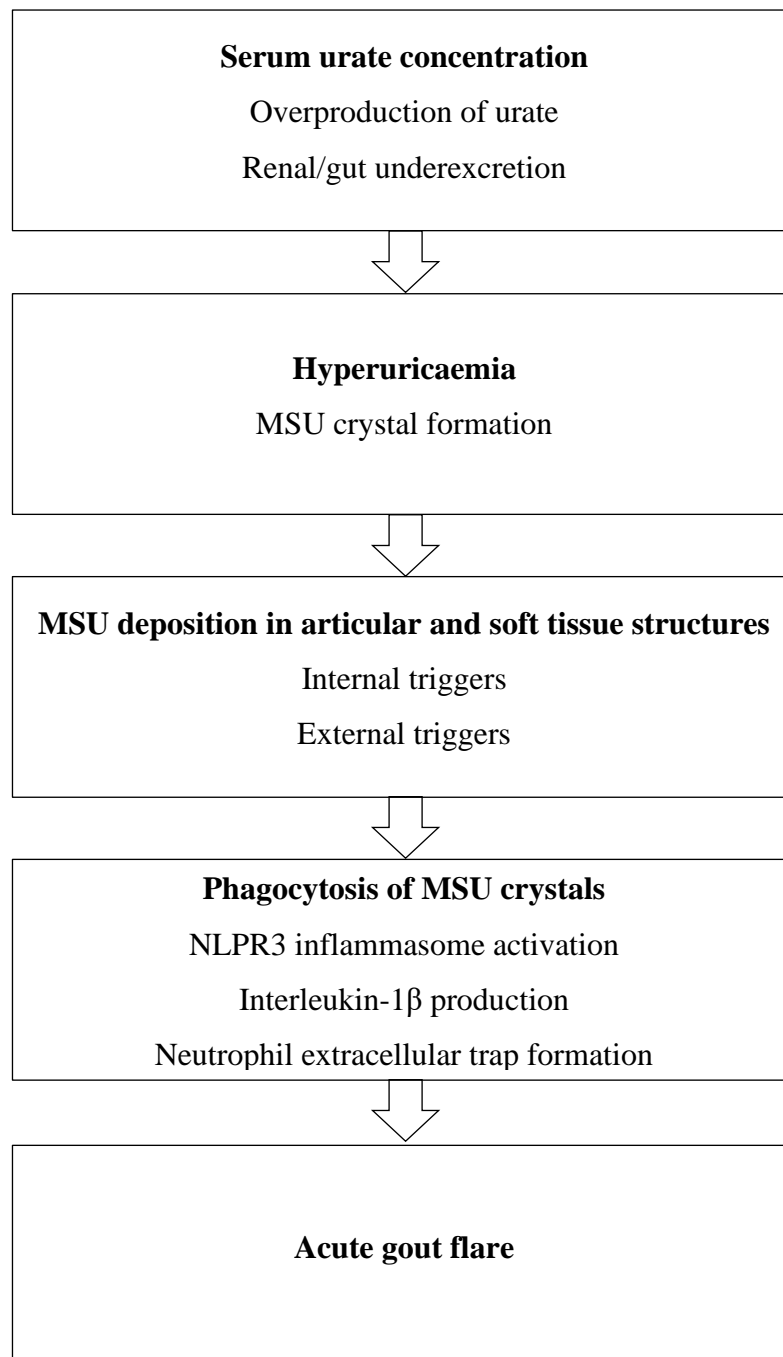 Serum urate concentration
Overproduction of urate
Renal/gut underexcretion
Hyperuricaemia
MSU crystal formation
MSU deposition in articular and soft tissue structures
Internal triggers
External triggers
Phagocytosis of MSU crystals
NLPR3 inflammasome activation
Interleukin-1β production
Neutrophil extracellular trap formation
Acute gout flare